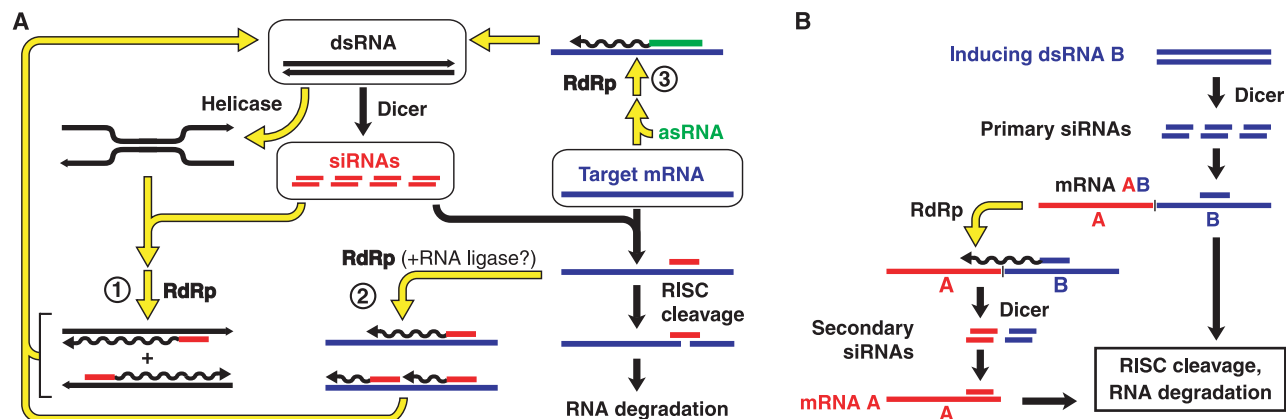 A
dsRNA
RdRp
3
Helicase
Dicer
asRNA
siRNAs
Target mRNA
RdRp (+RNA ligase?)
1
RdRp
2
RISC
cleavage
+
RNA degradation
B
Inducing dsRNA B
Dicer
Primary siRNAs
mRNA AB
RdRp
A
B
A
B
Dicer
Secondary
siRNAs
mRNA A
A
RISC cleavage,
RNA degradation